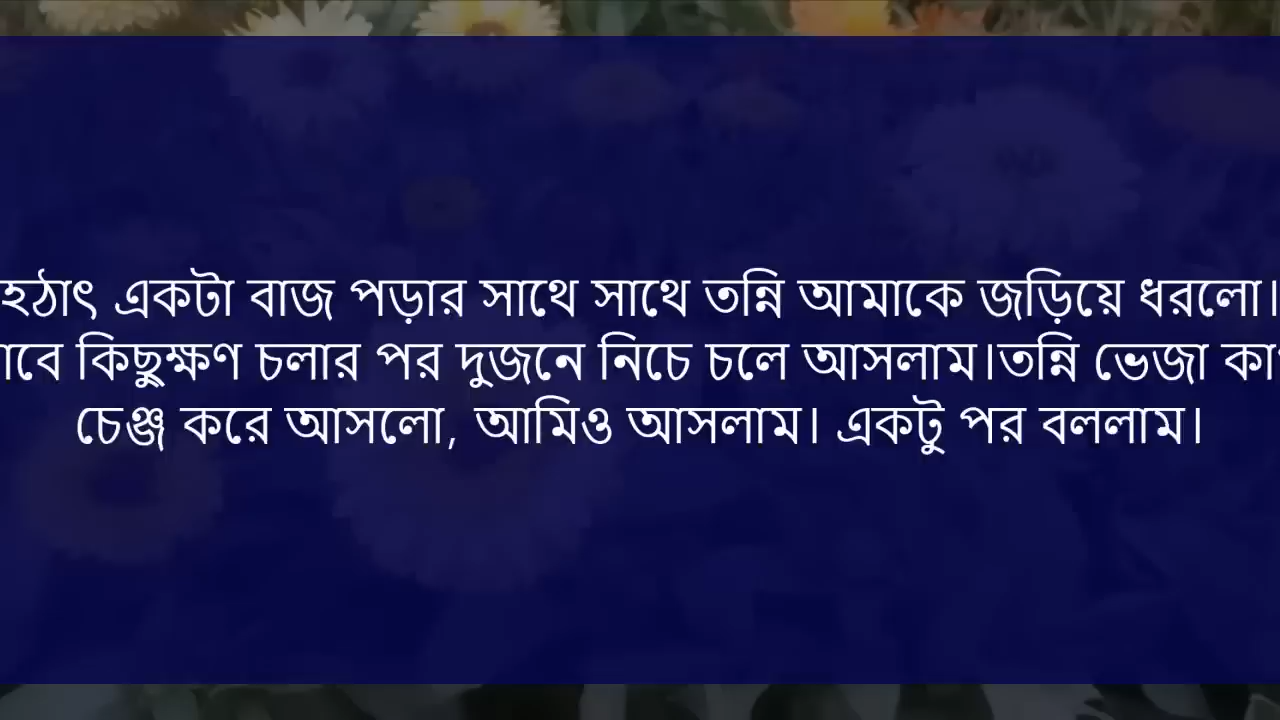 হঠাৎ একটা বাজ পড়ার সাথে সাথে তন্নি আমাকে জড়িয়ে ধরলো।
কিছুক্ষণ চলার পর দুজনে নিচে চলে আসলাম।তন্নি ভেজা
চেঞ্জ করে আসলো, আমিও আসলাম। একটু পর বললাম।